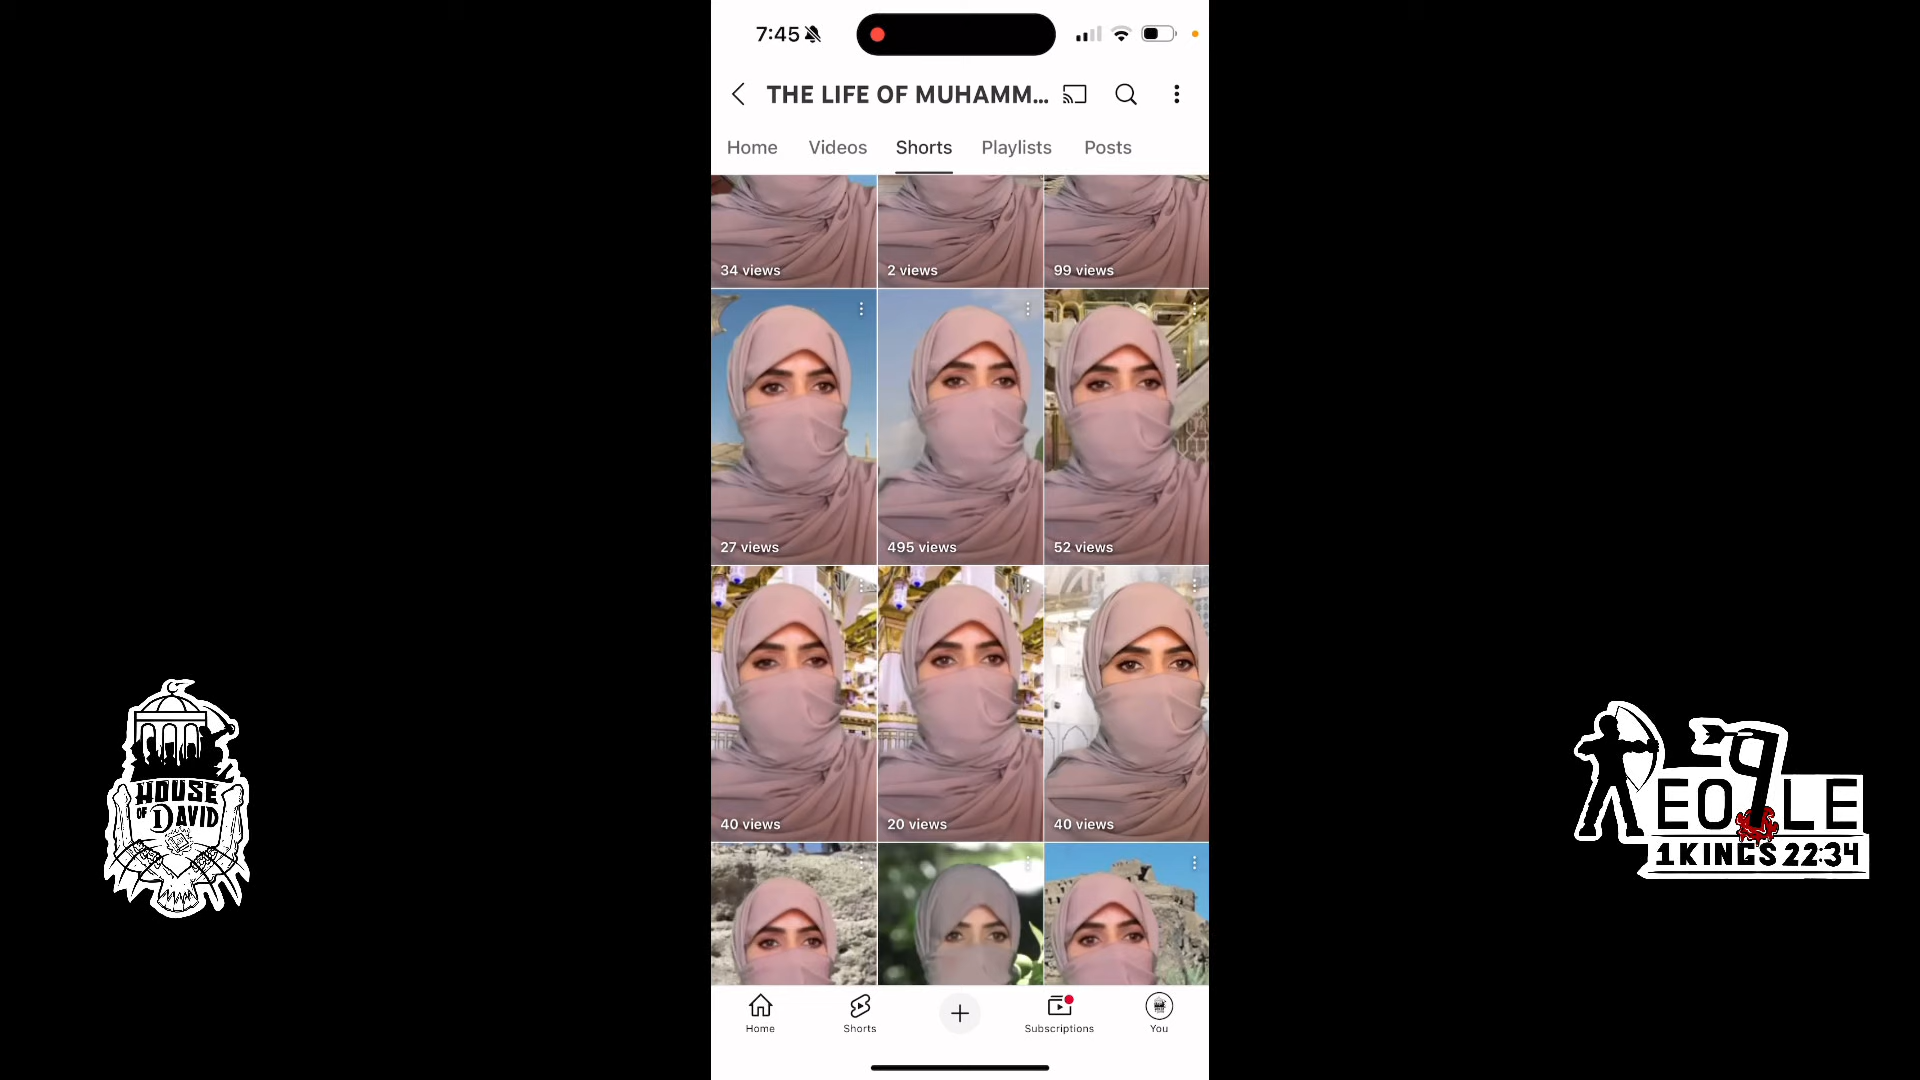 7:45
THE LIFE OF MUHAMM...
Home Videos Shorts Playlists Posts
34 views 2 views 99 views
27 views 495 views 52 views
40 views 20 views 40 views
Home Shorts Subscriptions You
HOUSE
OF DAVID
EOPLE
1KINGS 22:34